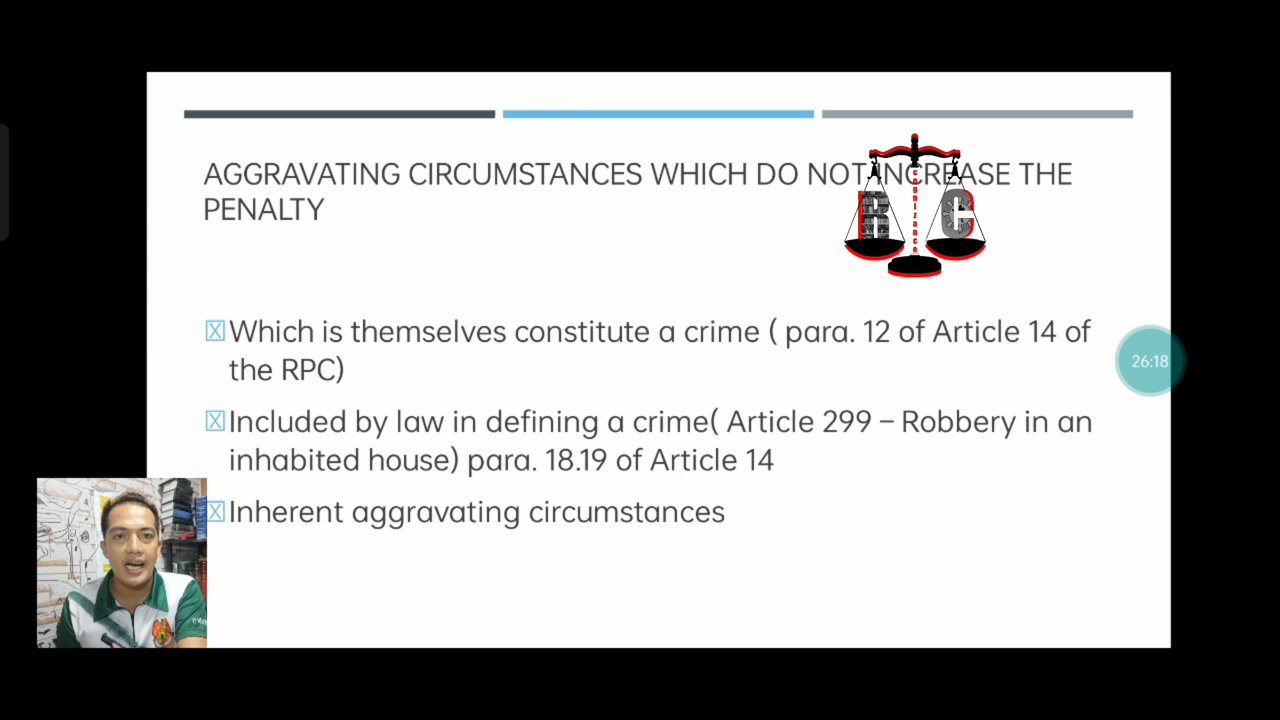 AGGRAVATING CIRCUMSTANCES WHICH DO NOT INCREASE THE
PENALTY
R
cognizance
C
Which is themselves constitute a crime ( para. 12 of Article 14 of
the RPC)
26:18
Included by law in defining a crime( Article 299 – Robbery in an
inhabited house) para. 18.19 of Article 14
Inherent aggravating circumstances